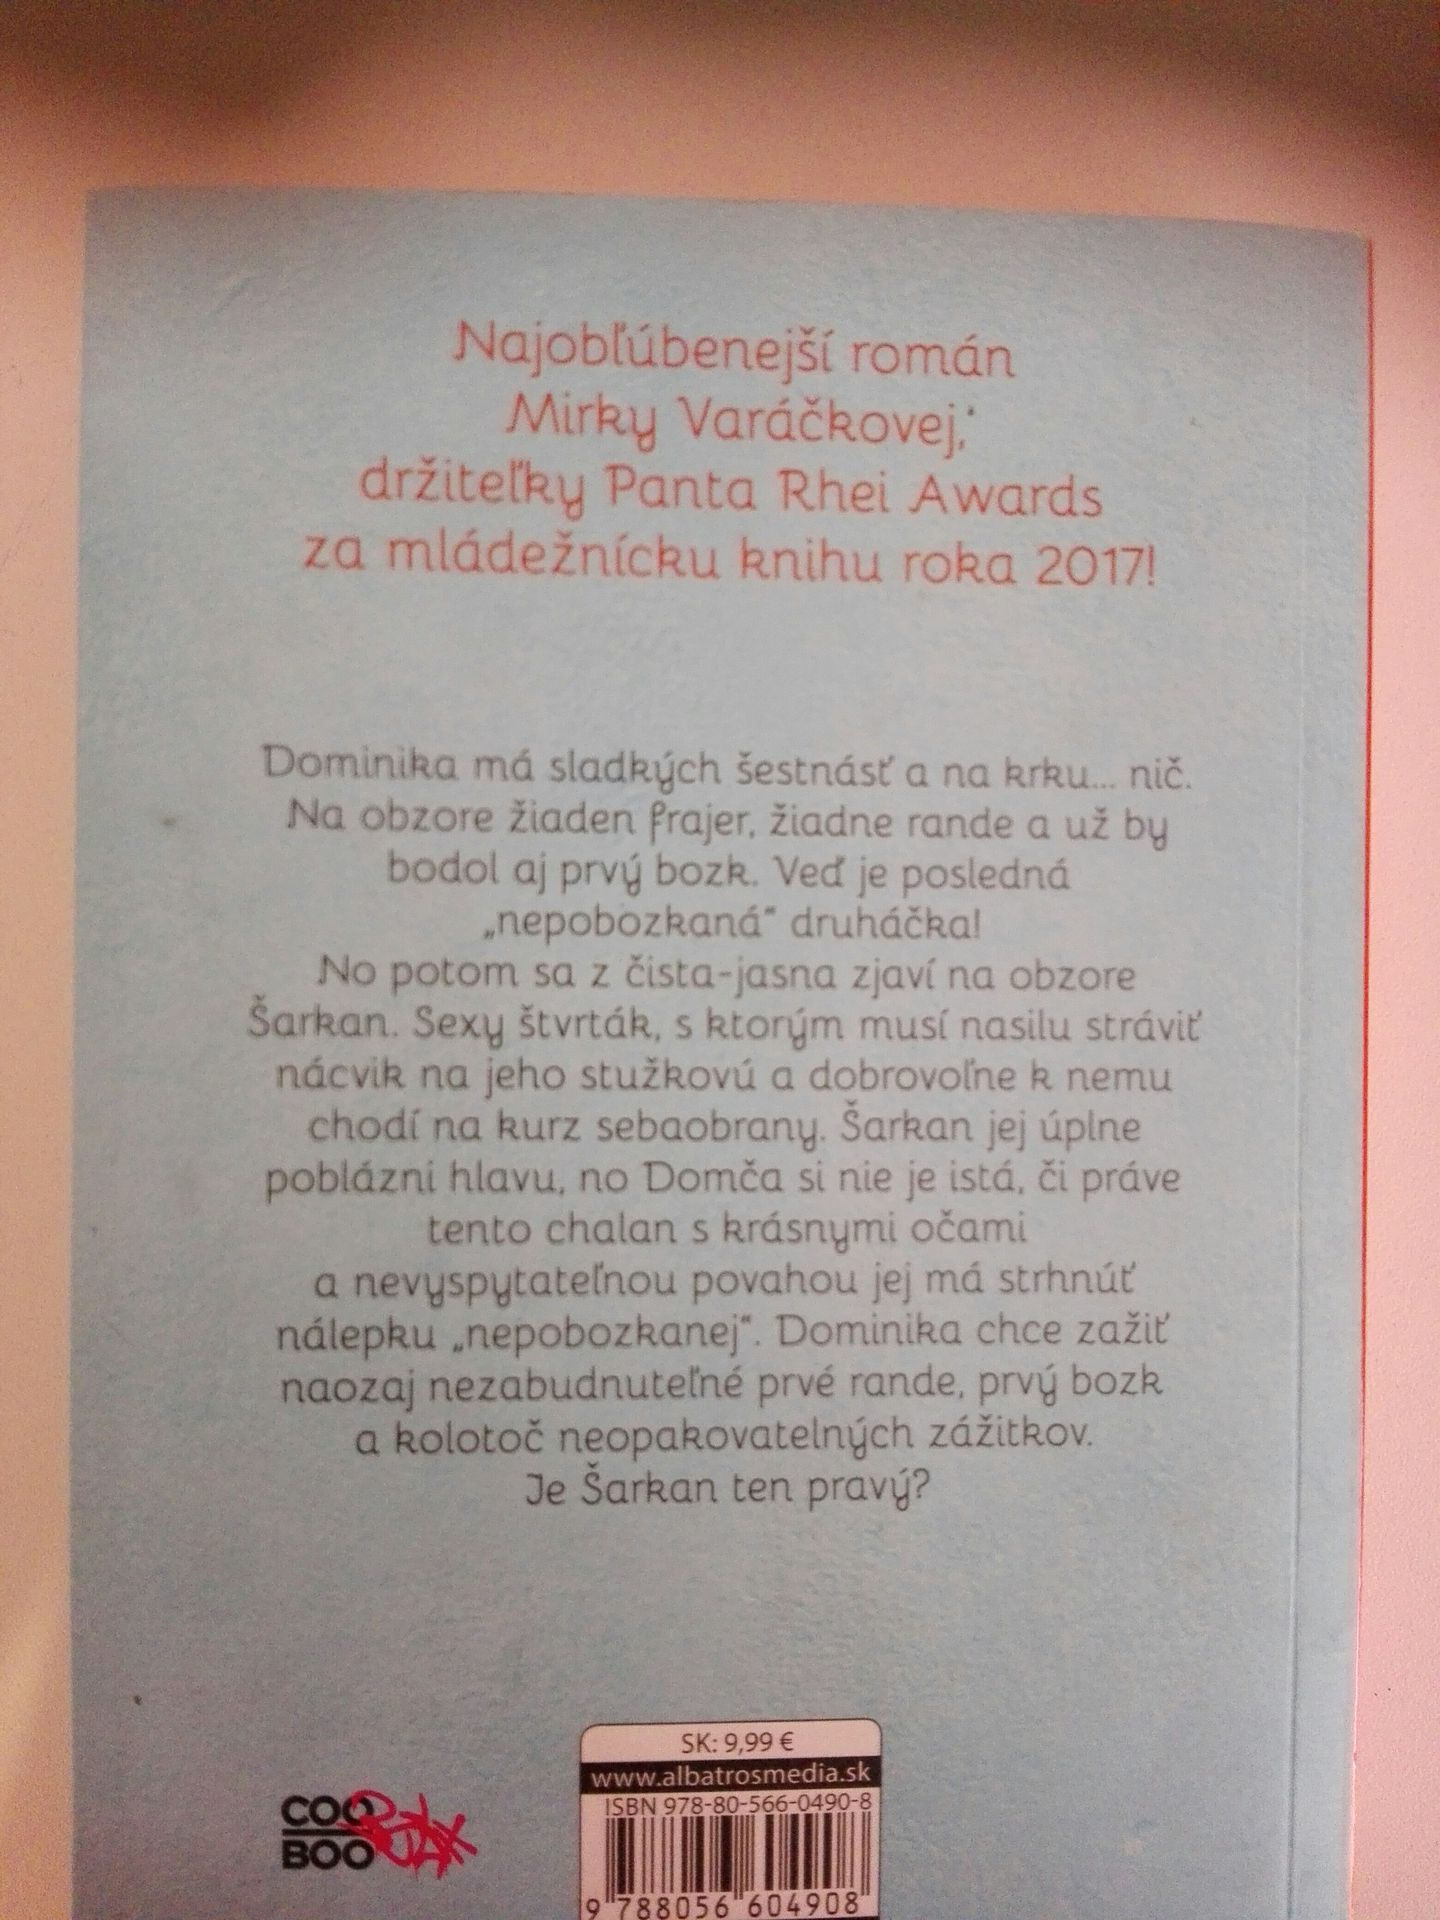 Najobľúbenejší román
Mirky Varáčkovej,
držiteľky Panta Rhei Awards
za mládežnícku knihu roka 2017!
Dominika má sladkých šestnásť a na krku... nič.
Na obzore žiaden frajer, žiadne rande a už by
bodol aj prvý bozk. Veď je posledná
„nepobozkaná“ druháčka!
No potom sa z čista-jasna zjaví na obzore
Šarkan. Sexy štvrták, s ktorým musí nasilu stráviť
nácvik na jeho stužkovú a dobrovoľne k nemu
chodí na kurz sebaobrany. Šarkan jej úplne
poblázni hlavu, no Domča si nie je istá, či práve
tento chalan s krásnymi očami
a nevyspytateľnou povahou jej má strhnúť
nálepku „nepobozkanej“. Dominika chce zažiť
naozaj nezabudnuteľné prvé rande, prvý bozk
a kolotoč neopakovatelných zážitkov.
Je Šarkan ten pravý?
SK: 9,99 €
www.albatrosmedia.sk
ISBN 978-80-566-0490-8
9 788056 604908
COO
BOO